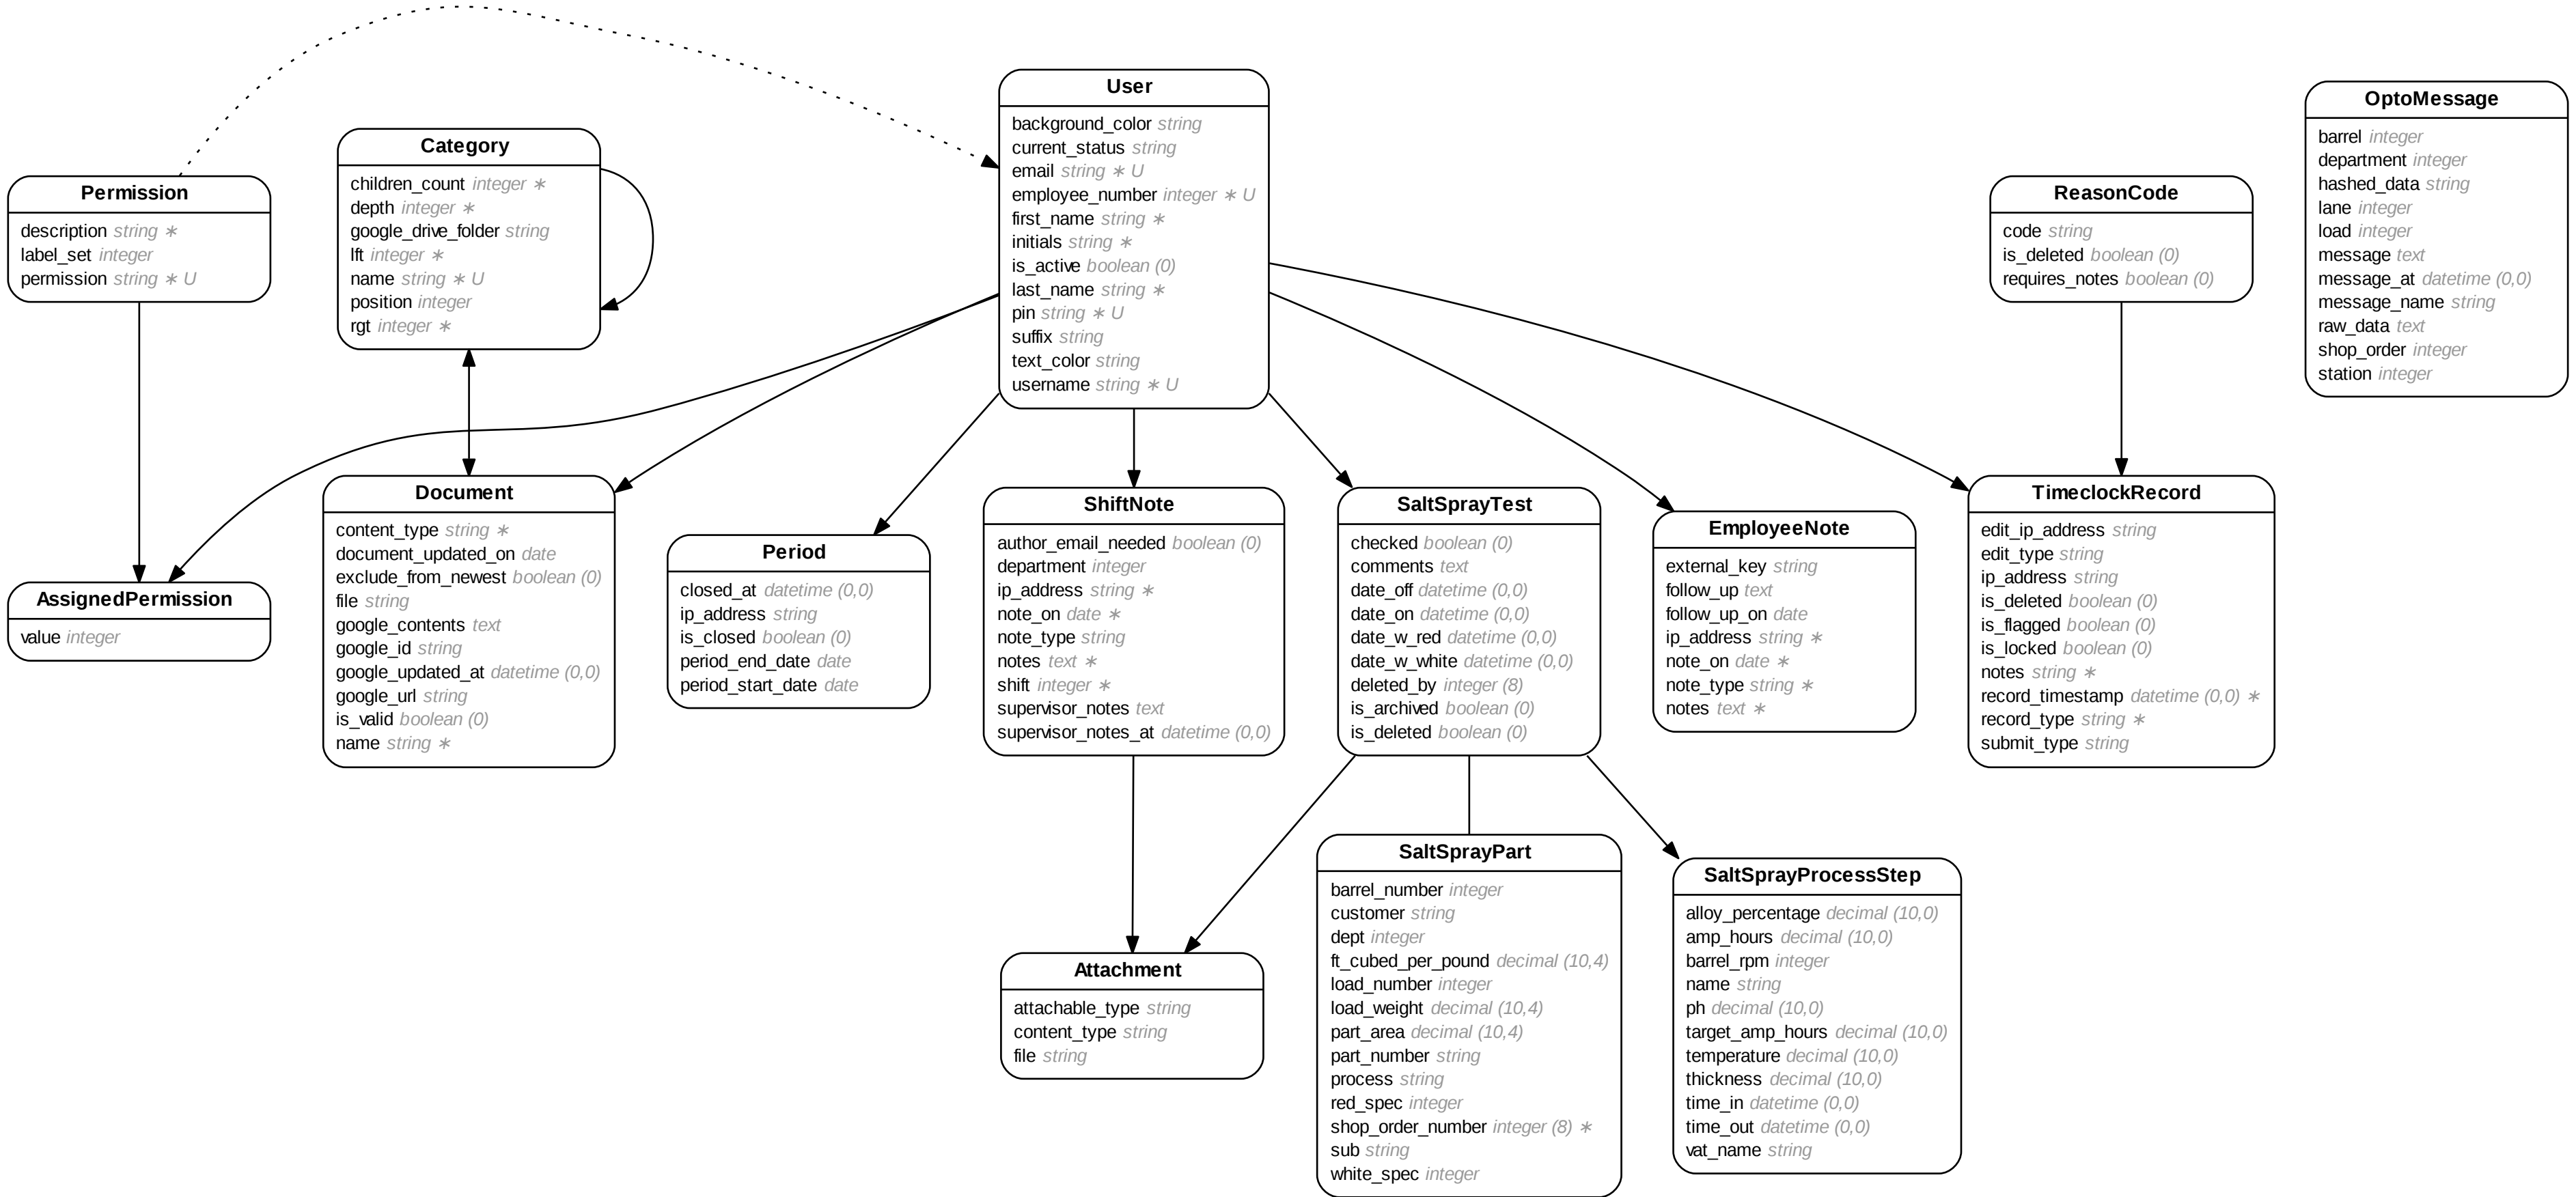 User
background_color string
current_status string
email string ∗ U
employee_number integer ∗ U
first_name string ∗
initials string ∗
is_active boolean (0)
last_name string ∗
pin string ∗ U
suffix string
text_color string
username string ∗ U
OptoMessage
barrel integer
department integer
hashed_data string
lane integer
load integer
message text
message_at datetime (0,0)
message_name string
raw_data text
shop_order integer
station integer
Category
children_count integer ∗
depth integer ∗
google_drive_folder string
lft integer ∗
name string ∗ U
position integer
rgt integer ∗
Permission
description string ∗
label_set integer
permission string ∗ U
ReasonCode
code string
is_deleted boolean (0)
requires_notes boolean (0)
AssignedPermission
value integer
Document
content_type string ∗
document_updated_on date
exclude_from_newest boolean (0)
file string
google_contents text
google_id string
google_updated_at datetime (0,0)
google_url string
is_valid boolean (0)
name string ∗
Period
closed_at datetime (0,0)
ip_address string
is_closed boolean (0)
period_end_date date
period_start_date date
ShiftNote
author_email_needed boolean (0)
department integer
ip_address string ∗
note_on date ∗
note_type string
notes text ∗
shift integer ∗
supervisor_notes text
supervisor_notes_at datetime (0,0)
SaltSprayTest
checked boolean (0)
comments text
date_off datetime (0,0)
date_on datetime (0,0)
date_w_red datetime (0,0)
date_w_white datetime (0,0)
deleted_by integer (8)
is_archived boolean (0)
is_deleted boolean (0)
EmployeeNote
external_key string
follow_up text
follow_up_on date
ip_address string ∗
note_on date ∗
note_type string ∗
notes text ∗
TimeclockRecord
edit_ip_address string
edit_type string
ip_address string
is_deleted boolean (0)
is_flagged boolean (0)
is_locked boolean (0)
notes string ∗
record_timestamp datetime (0,0) ∗
record_type string ∗
submit_type string
Attachment
attachable_type string
content_type string
file string
SaltSprayPart
barrel_number integer
customer string
dept integer
ft_cubed_per_pound decimal (10,4)
load_number integer
load_weight decimal (10,4)
part_area decimal (10,4)
part_number string
process string
red_spec integer
shop_order_number integer (8) ∗
sub string
white_spec integer
SaltSprayProcessStep
alloy_percentage decimal (10,0)
amp_hours decimal (10,0)
barrel_rpm integer
name string
ph decimal (10,0)
target_amp_hours decimal (10,0)
temperature decimal (10,0)
thickness decimal (10,0)
time_in datetime (0,0)
time_out datetime (0,0)
vat_name string